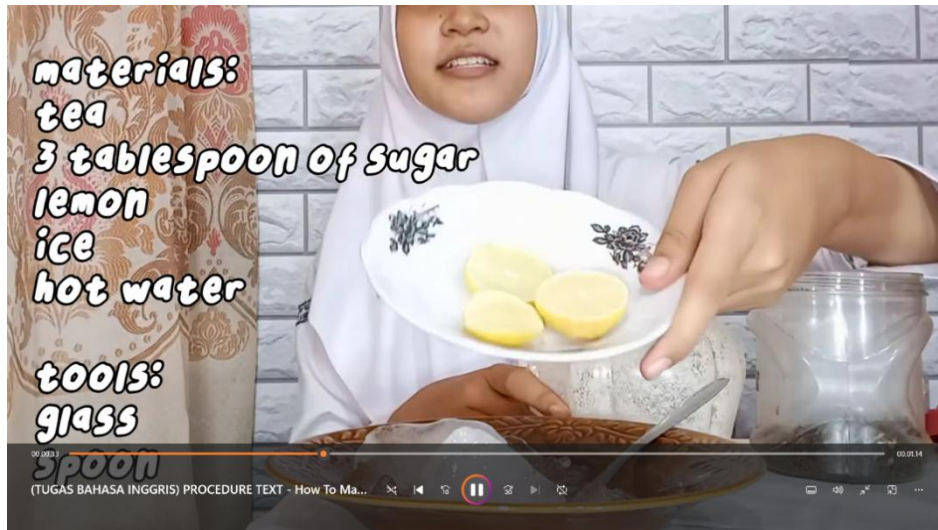 materials:
tea
3 tablespoon of sugar
lemon
ice
hot water
tools:
glass
spoon
00.00.31 00.01.14
(TUGAS BAHASA INGGRIS) PROCEDURE TEXT - How To Ma...